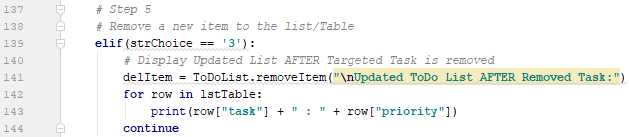 137 # Step 5
138 # Remove a new item to the list/Table
139 elif(strChoice == '3'):
140 # Display Updated List AFTER Targeted Task is removed
141 delItem = ToDoList.removeItem("\nUpdated ToDo List AFTER Removed Task:")
142 for row in lstTable:
143 print(row["task"] + " : " + row["priority"])
144 continue